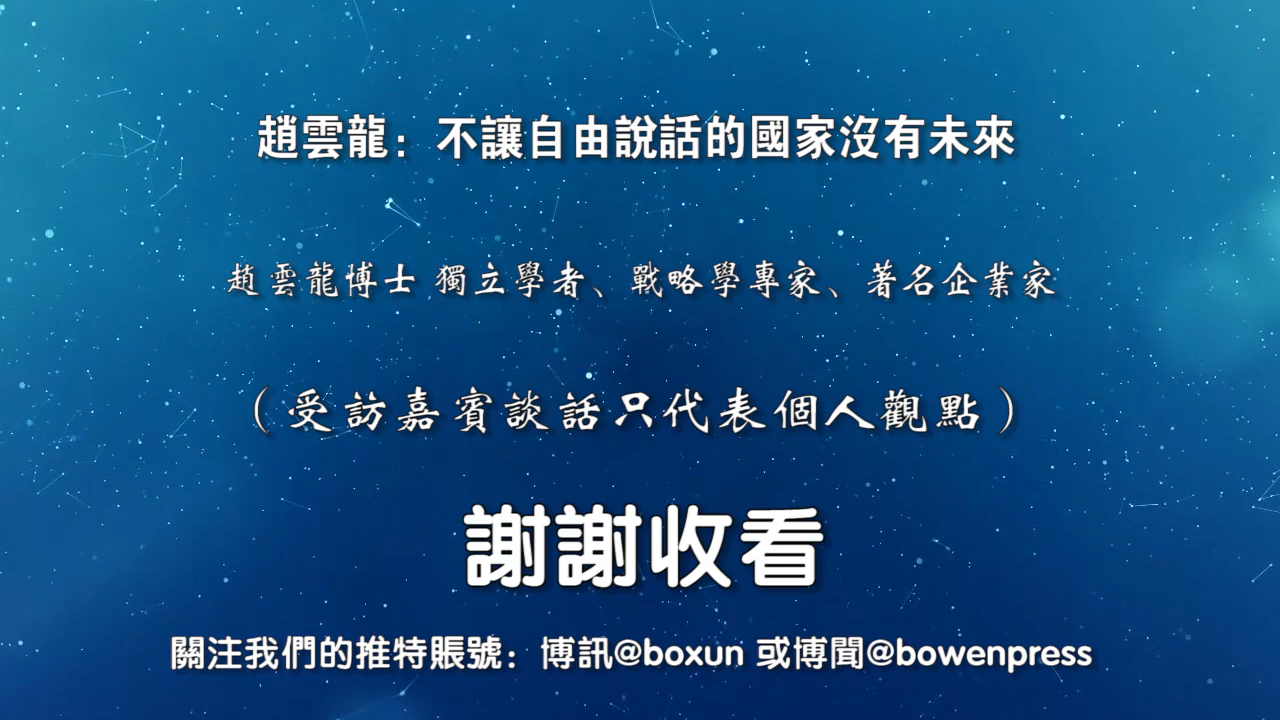 趙雲龍：不讓自由說話的國家沒有未來
趙雲龍博士 獨立學者、戰略學專家、著名企業家
（受訪嘉賓談話只代表個人觀點）
謝謝收看
關注我們的推特賬號：博訊@boxun 或博聞@bowenpress